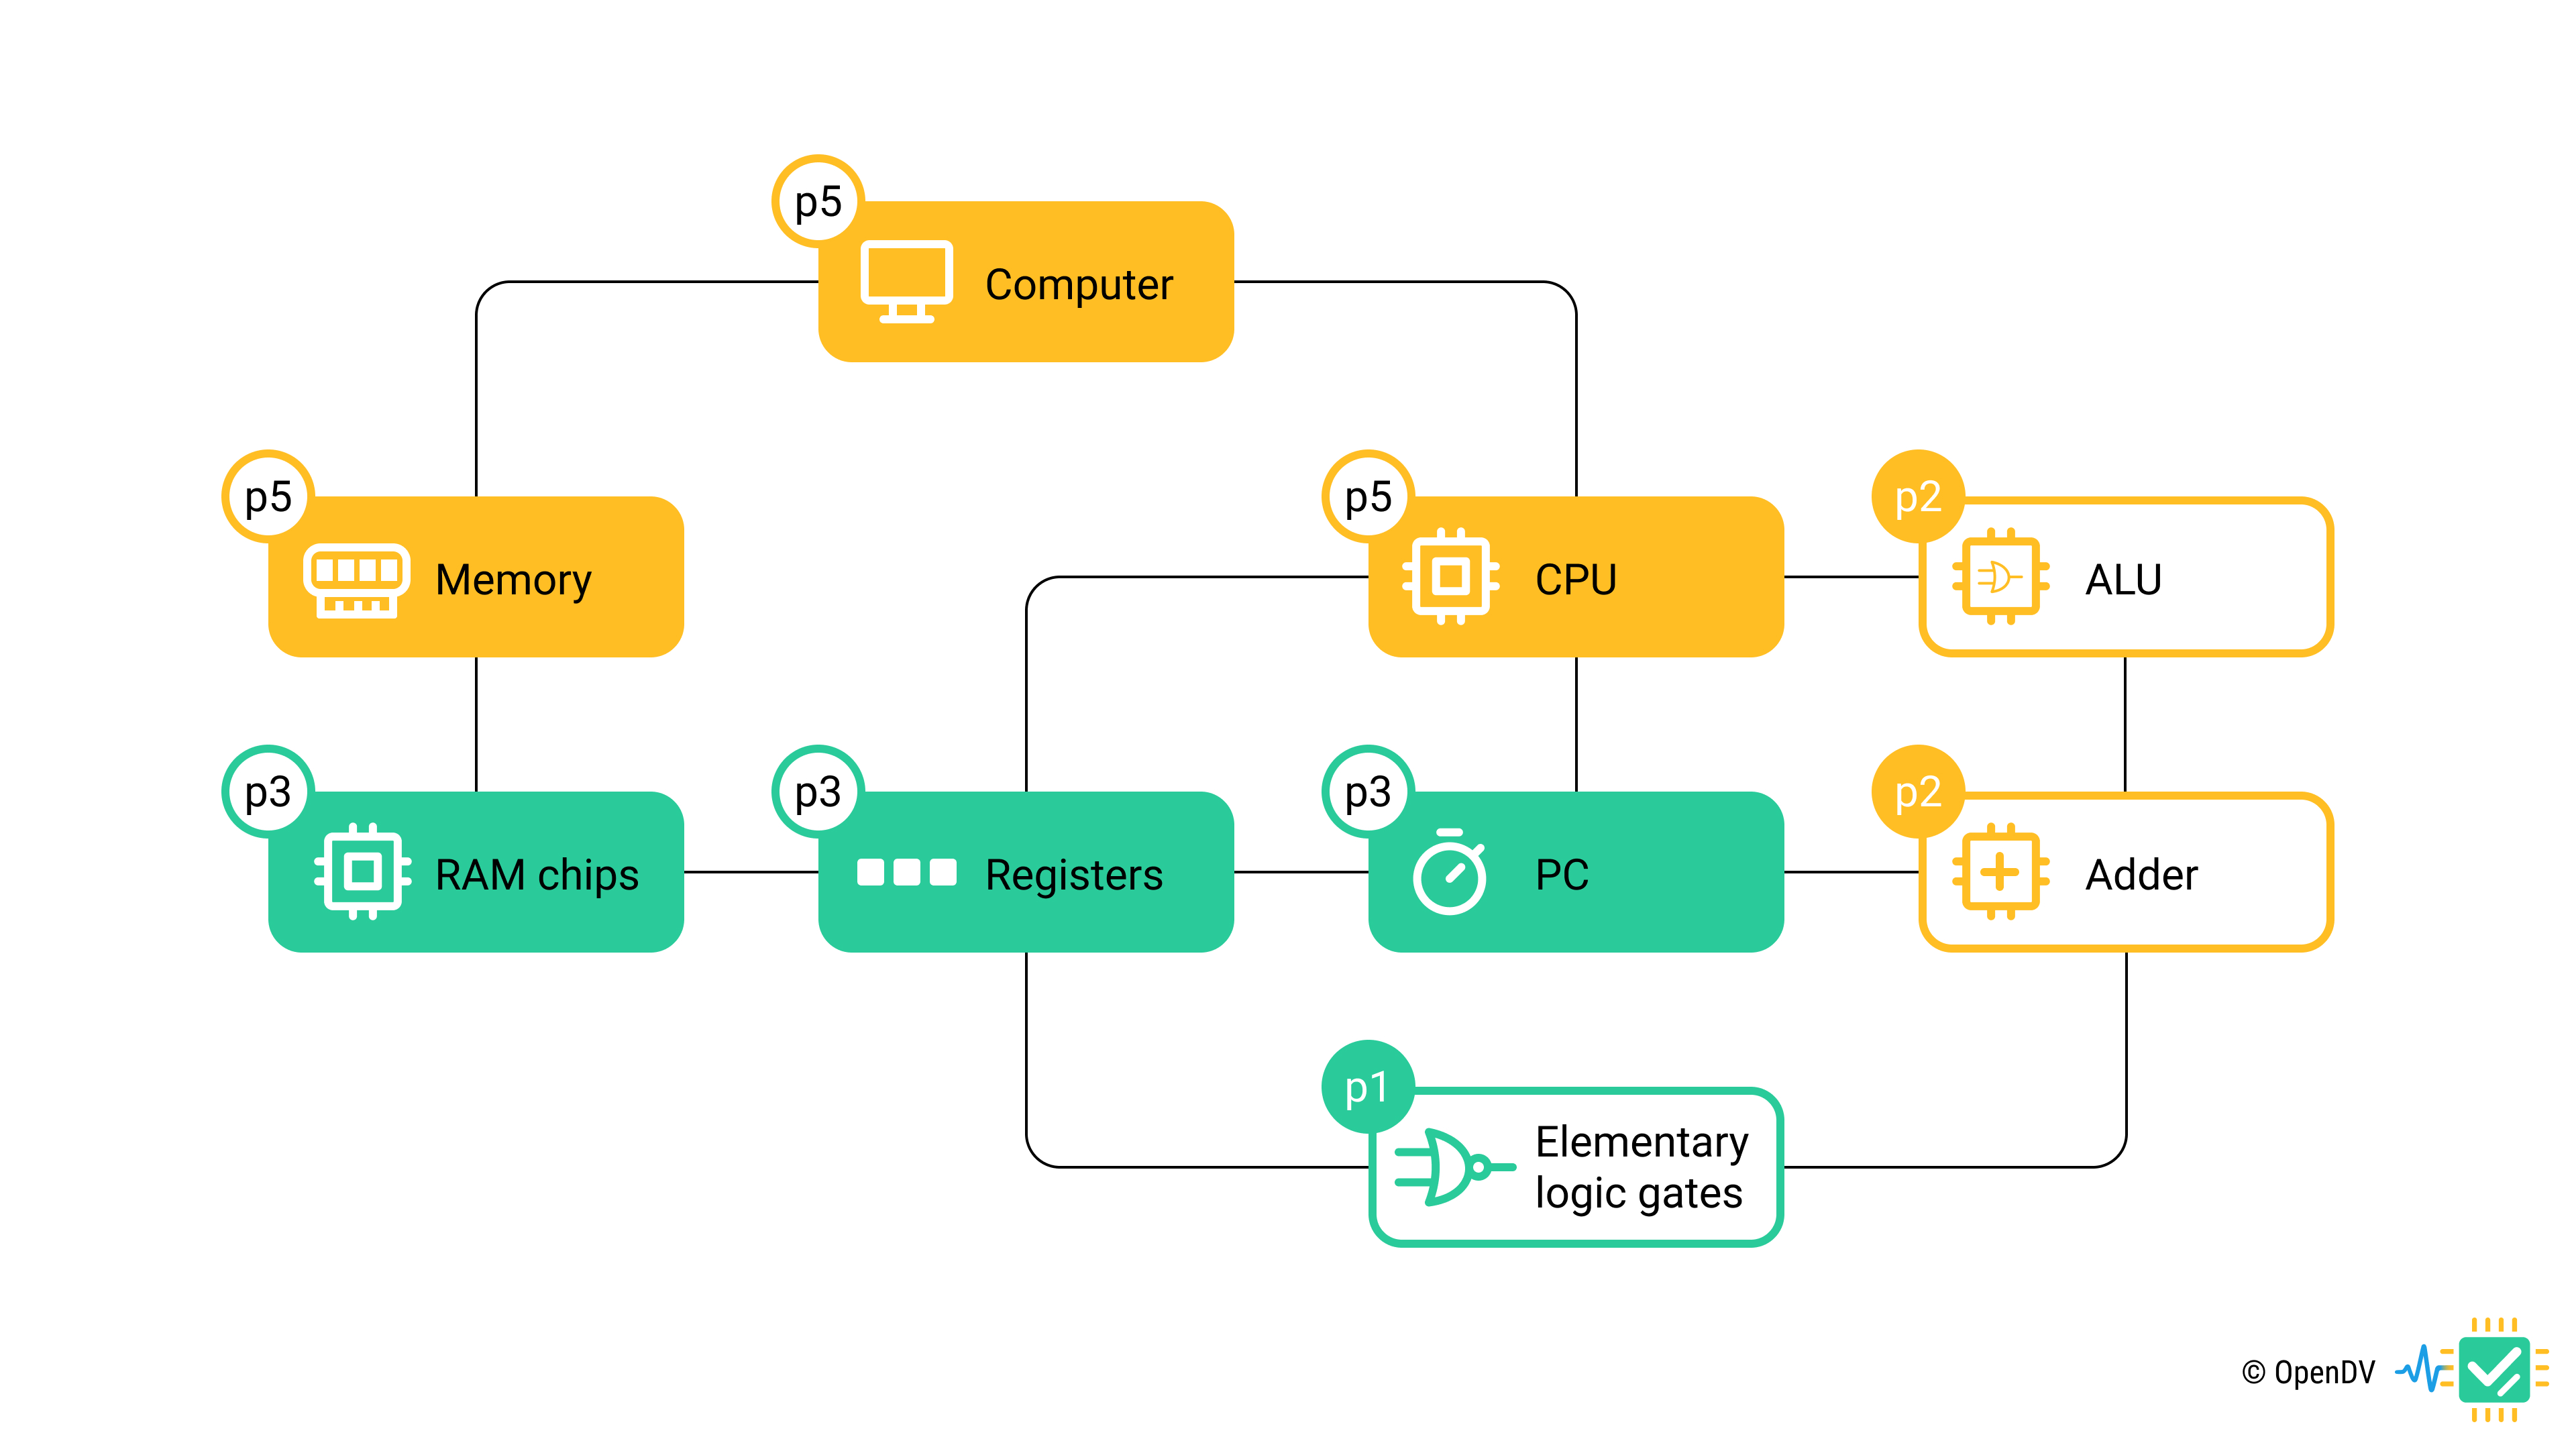 p5
Computer
p5
Memory
p5
CPU
p2
ALU
p3
RAM chips
p3
Registers
p3
PC
p2
Adder
p1
Elementary
logic gates
© OpenDV